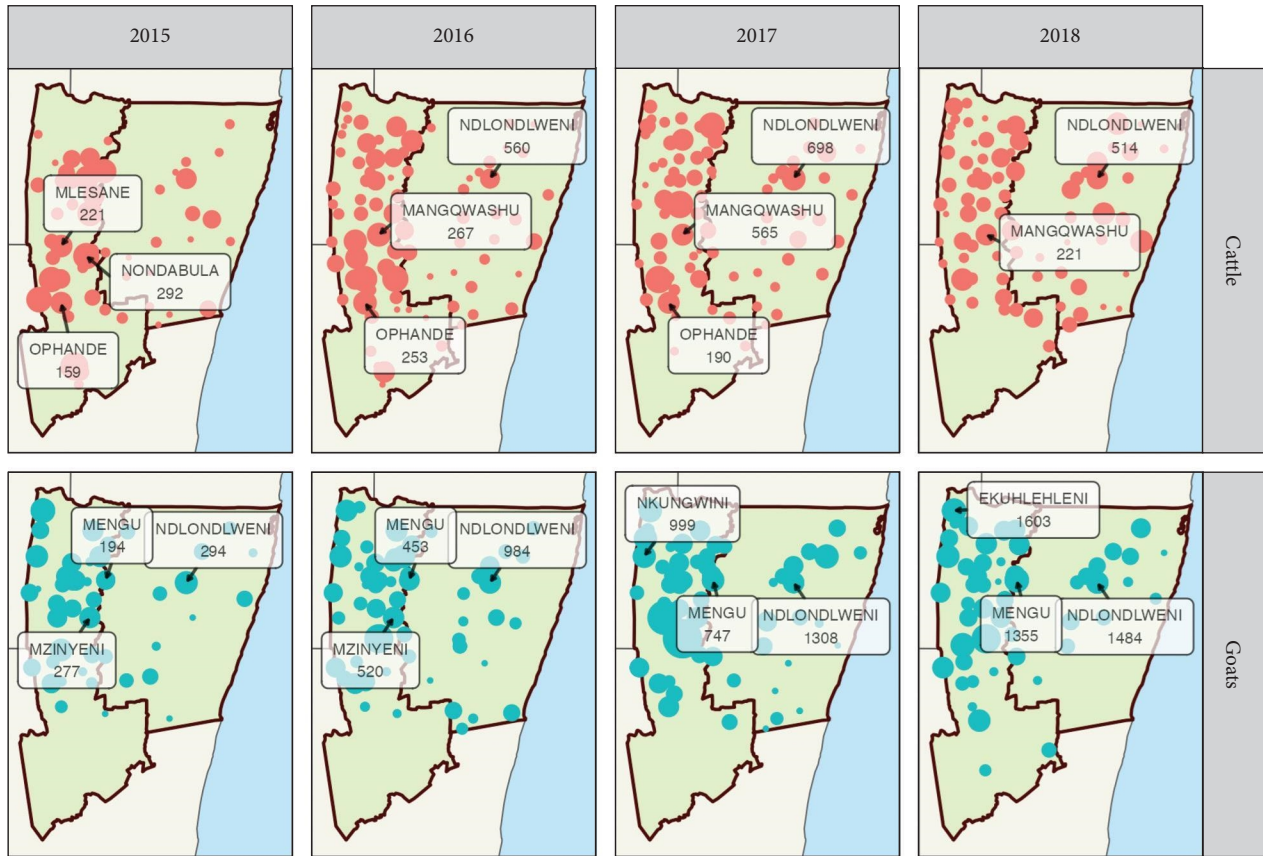 2015
2016
2017
2018
MLESANE
221
NONDABULA
292
OPHANDE
159
NDLONDLWENI
560
MANGQWASHU
267
OPHANDE
253
NDLONDLWENI
698
MANGQWASHU
565
OPHANDE
190
NDLONDLWENI
514
MANGQWASHU
221
Cattle
MENGU
194
NDLONDLWENI
294
MZINYENI
277
MENGU
453
NDLONDLWENI
984
MZINYENI
520
NKUNGWINI
999
MENGU
747
NDLONDLWENI
1308
EKUHLEHLENI
1603
MENGU
1355
NDLONDLWENI
1484
Goats